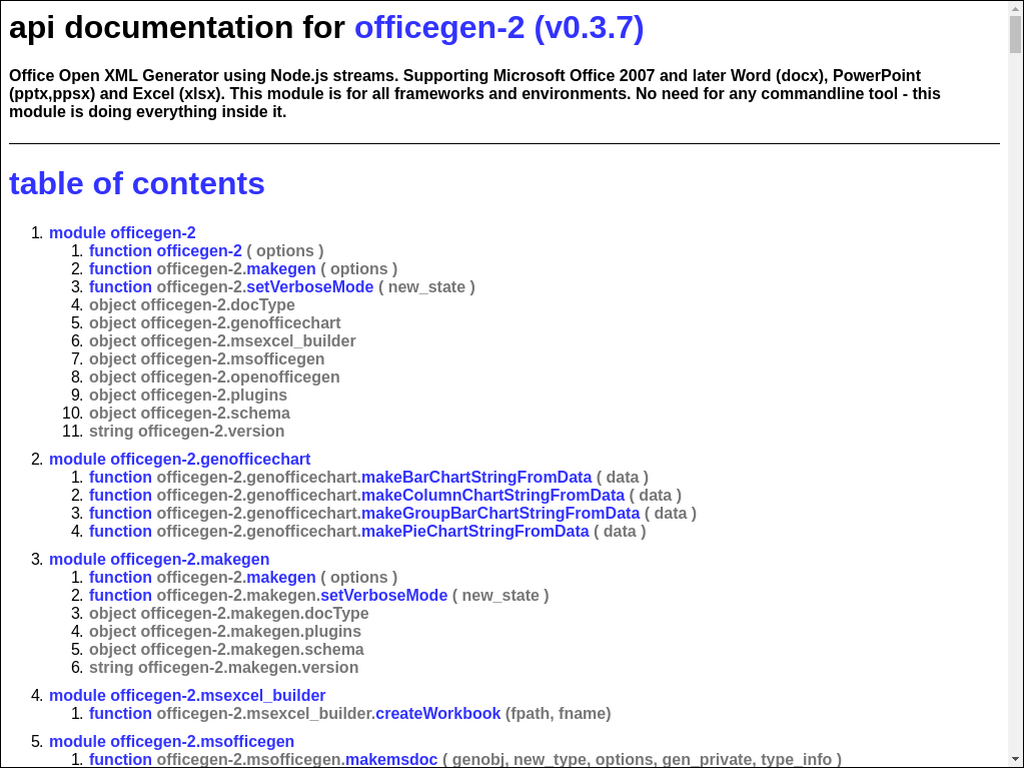 api documentation for officegen-2 (v0.3.7)
Office Open XML Generator using Node.js streams. Supporting Microsoft Office 2007 and later Word (docx), PowerPoint
(pptx,ppsx) and Excel (xlsx). This module is for all frameworks and environments. No need for any commandline tool - this
module is doing everything inside it.
table of contents
1. module officegen-2
1. function officegen-2 ( options )
2. function officegen-2.makegen ( options )
3. function officegen-2.setVerboseMode ( new_state )
4. object officegen-2.docType
5. object officegen-2.genofficechart
6. object officegen-2.msexcel_builder
7. object officegen-2.msofficegen
8. object officegen-2.openofficegen
9. object officegen-2.plugins
10. object officegen-2.schema
11. string officegen-2.version
2. module officegen-2.genofficechart
1. function officegen-2.genofficechart.makeBarChartStringFromData ( data )
2. function officegen-2.genofficechart.makeColumnChartStringFromData ( data )
3. function officegen-2.genofficechart.makeGroupBarChartStringFromData ( data )
4. function officegen-2.genofficechart.makePieChartStringFromData ( data )
3. module officegen-2.makegen
1. function officegen-2.makegen ( options )
2. function officegen-2.makegen.setVerboseMode ( new_state )
3. object officegen-2.makegen.docType
4. object officegen-2.makegen.plugins
5. object officegen-2.makegen.schema
6. string officegen-2.makegen.version
4. module officegen-2.msexcel_builder
1. function officegen-2.msexcel_builder.createWorkbook (fpath, fname)
5. module officegen-2.msofficegen
1. function officegen-2.msofficegen.makemsdoc ( genobj, new_type, options, gen_private, type_info )